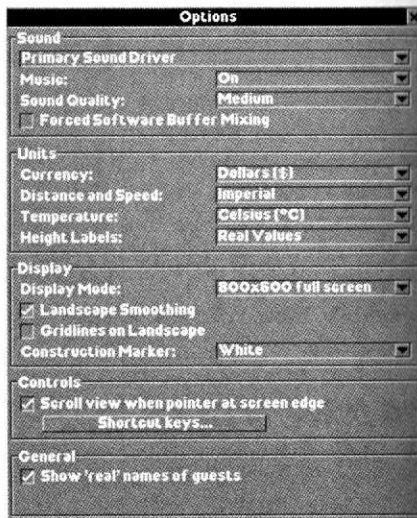 Options
Sound
Primary Sound Driver
Music: On
Sound Quality: Medium
Forced Software Buffer Mixing
Units
Currency: Dollars ($)
Distance and Speed: Imperial
Temperature: Celsius (°C)
Height Labels: Real Values
Display
Display Mode: 800x600 full screen
Landscape Smoothing
Gridlines on Landscape
Construction Marker: White
Controls
Scroll view when pointer at screen edge
Shortcut keys...
General
Show 'real' names of guests